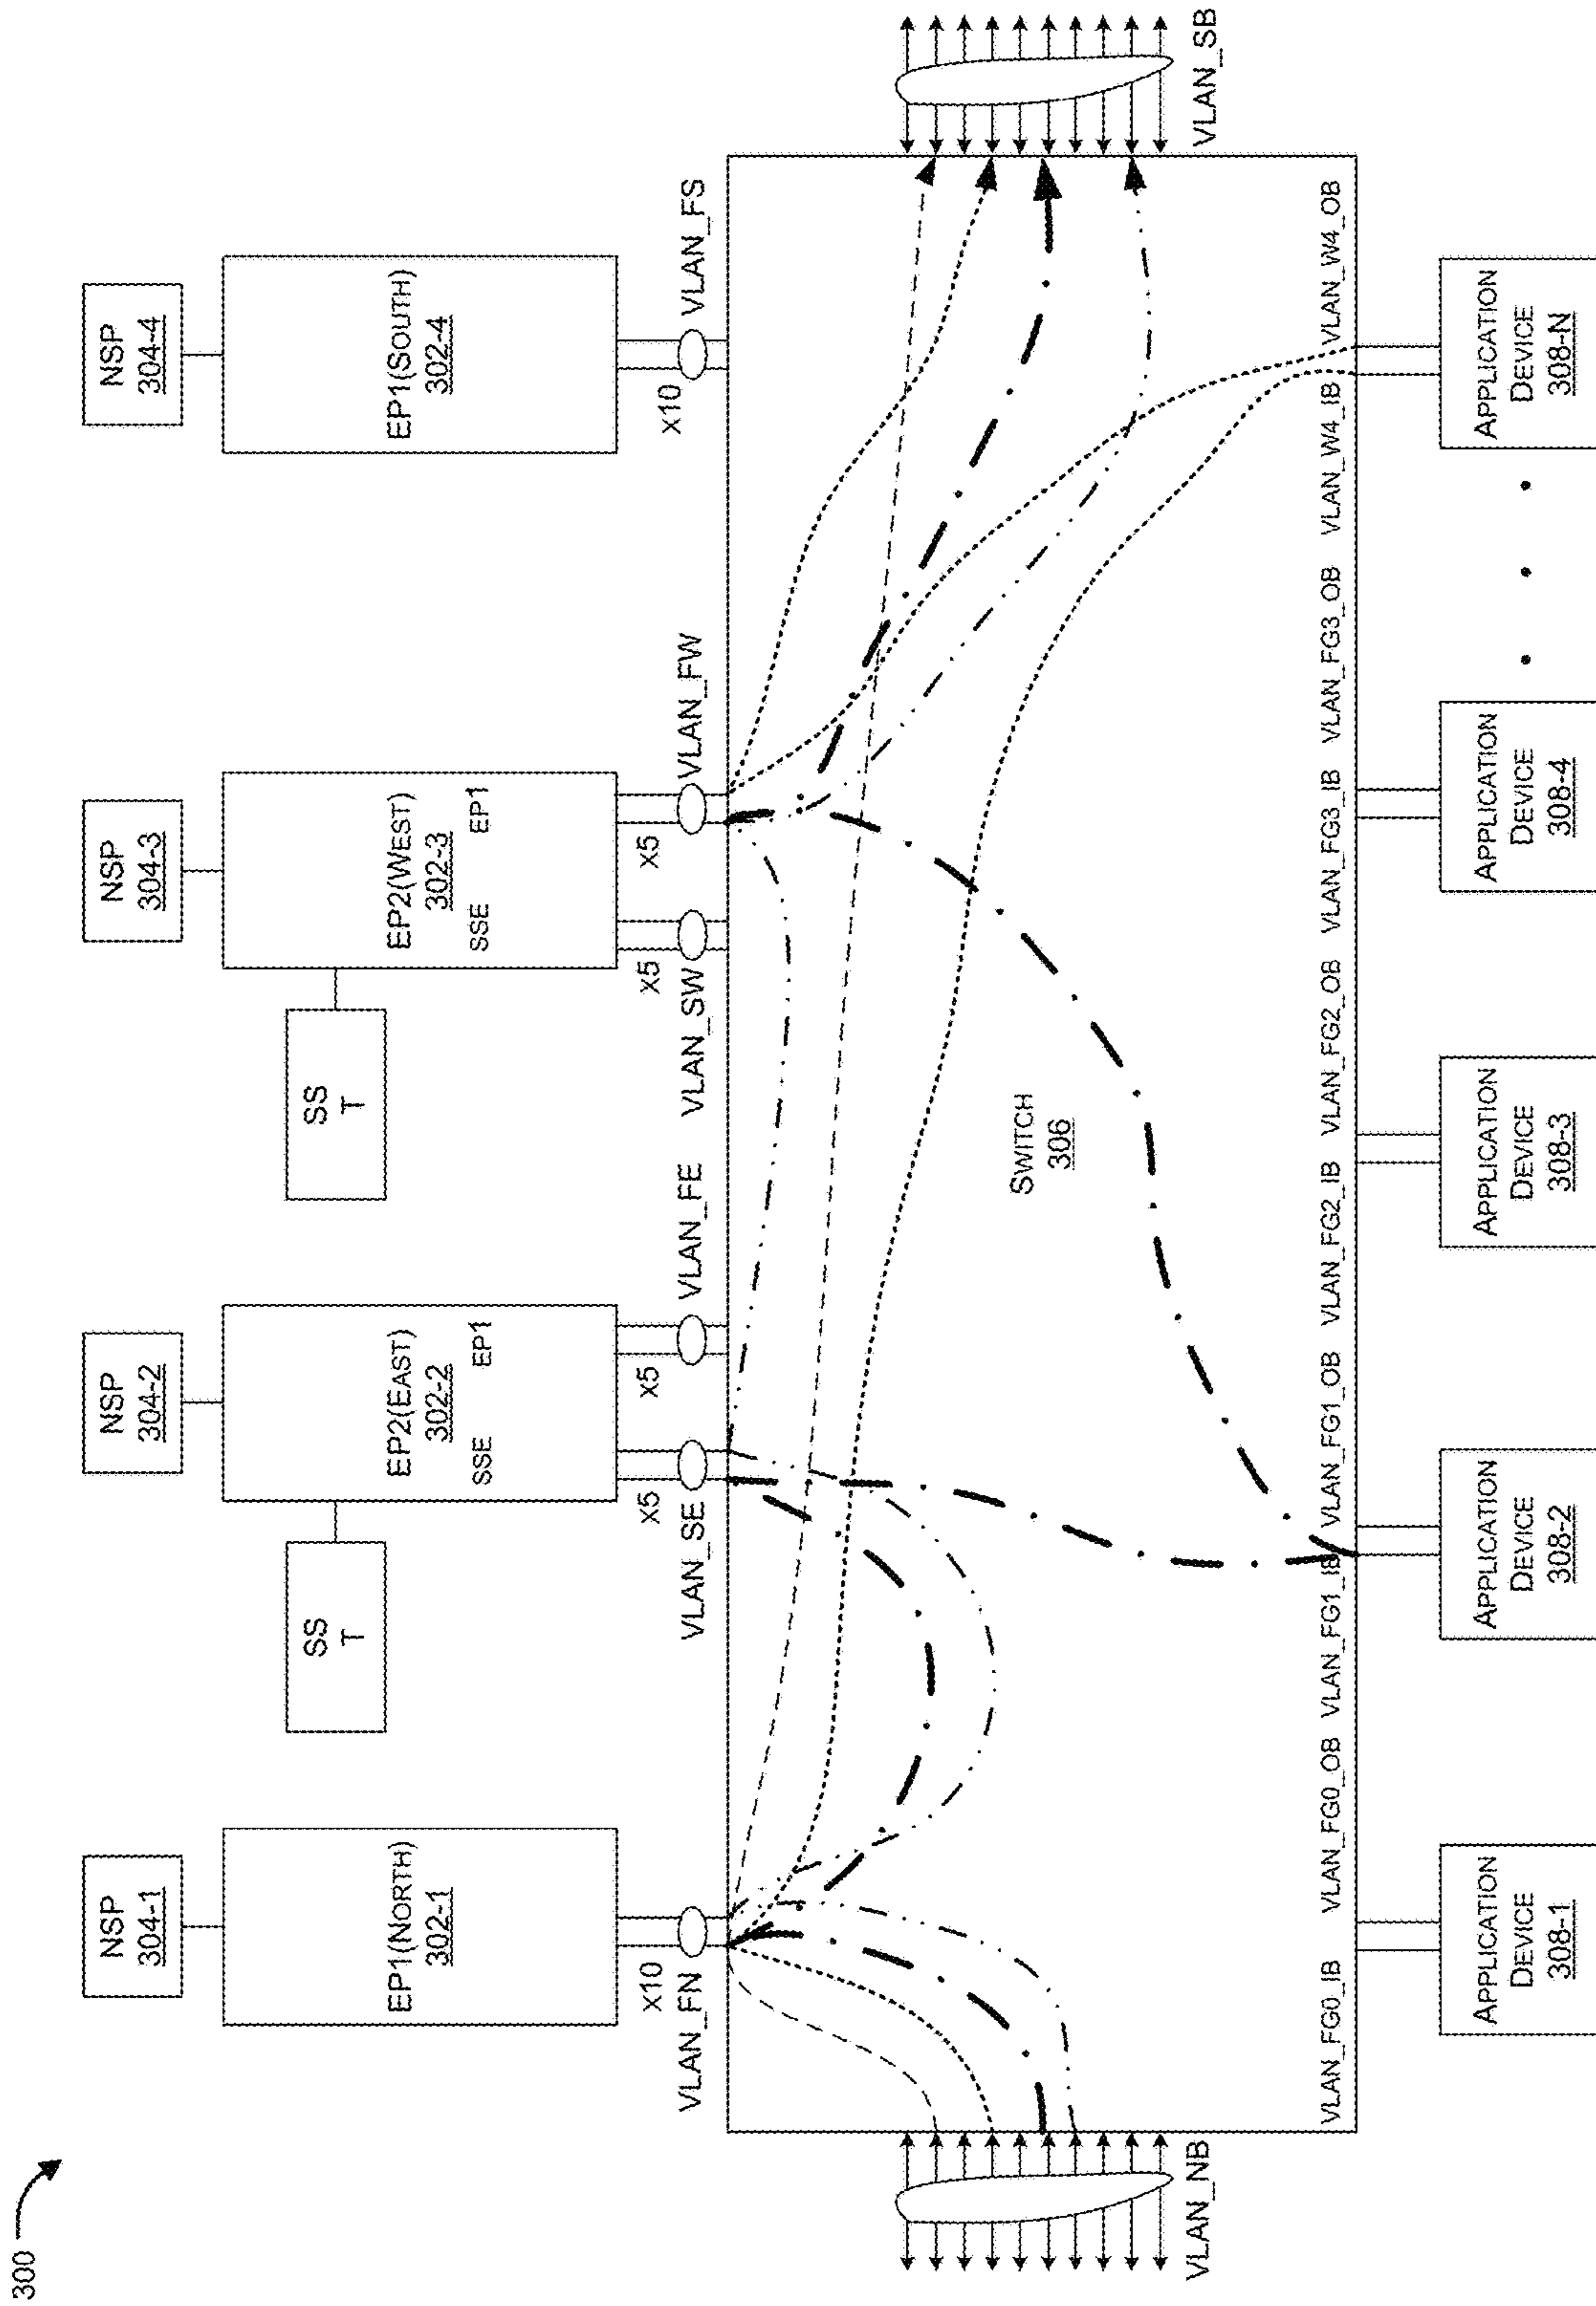 300
NSP
304-1
NSP
304-2
NSP
304-3
NSP
304-4
SS
T
SS
T
EP1(NORTH)
302-1
EP2(EAST)
302-2
SSE EP1
EP2(WEST)
302-3
SSE EP1
EP1(SOUTH)
302-4
X10
X5
X5
X5
X5
X10
VLAN_FN
VLAN_SE
VLAN_FE
VLAN_SW
VLAN_FW
VLAN_FS
VLAN_NB
SWITCH
306
VLAN_SB
VLAN_FG0_IB
VLAN_FG0_OB
VLAN_FG1_IB
VLAN_FG1_OB
VLAN_FG2_IB
VLAN_FG2_OB
VLAN_FG3_IB
VLAN_FG3_OB
VLAN_W4_IB
VLAN_W4_OB
APPLICATION
DEVICE
308-1
APPLICATION
DEVICE
308-2
APPLICATION
DEVICE
308-3
APPLICATION
DEVICE
308-4
APPLICATION
DEVICE
308-N